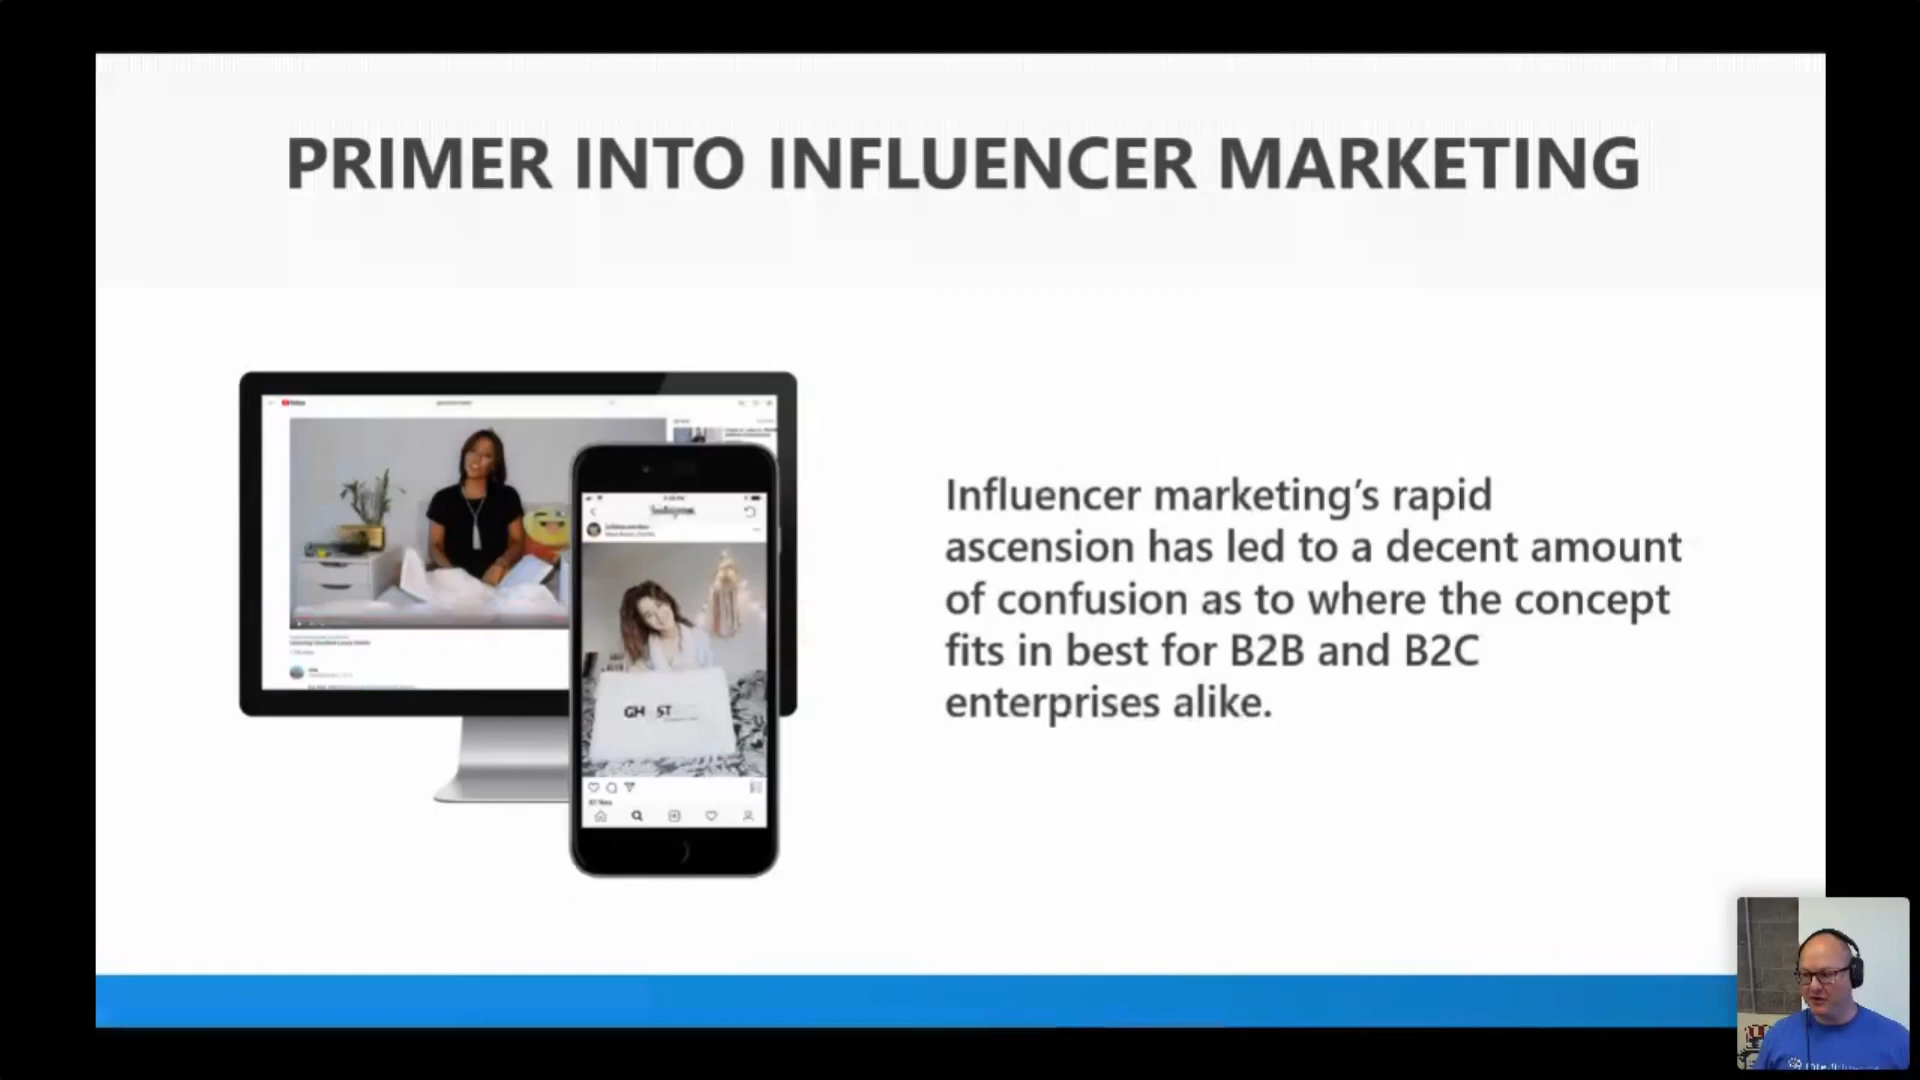 PRIMER INTO INFLUENCER MARKETING
Influencer marketing’s rapid
ascension has led to a decent amount
of confusion as to where the concept
fits in best for B2B and B2C
enterprises alike.
Instagram